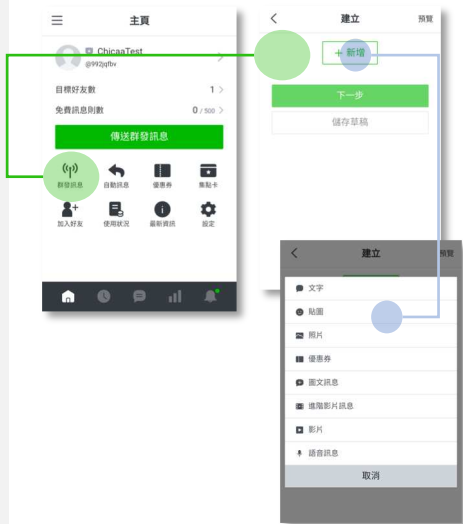 主頁
ChicaaTest
@992jqfbv
目標好友數 1
免費訊息則數 0 / 500
傳送群發訊息
群發訊息 自動訊息 優惠券 集點卡
加入好友 使用狀況 最新資訊 設定
建立 預覽
+ 新增
下一步
儲存草稿
建立 預覽
文字
貼圖
照片
優惠券
圖文訊息
進階影片訊息
影片
語音訊息
取消